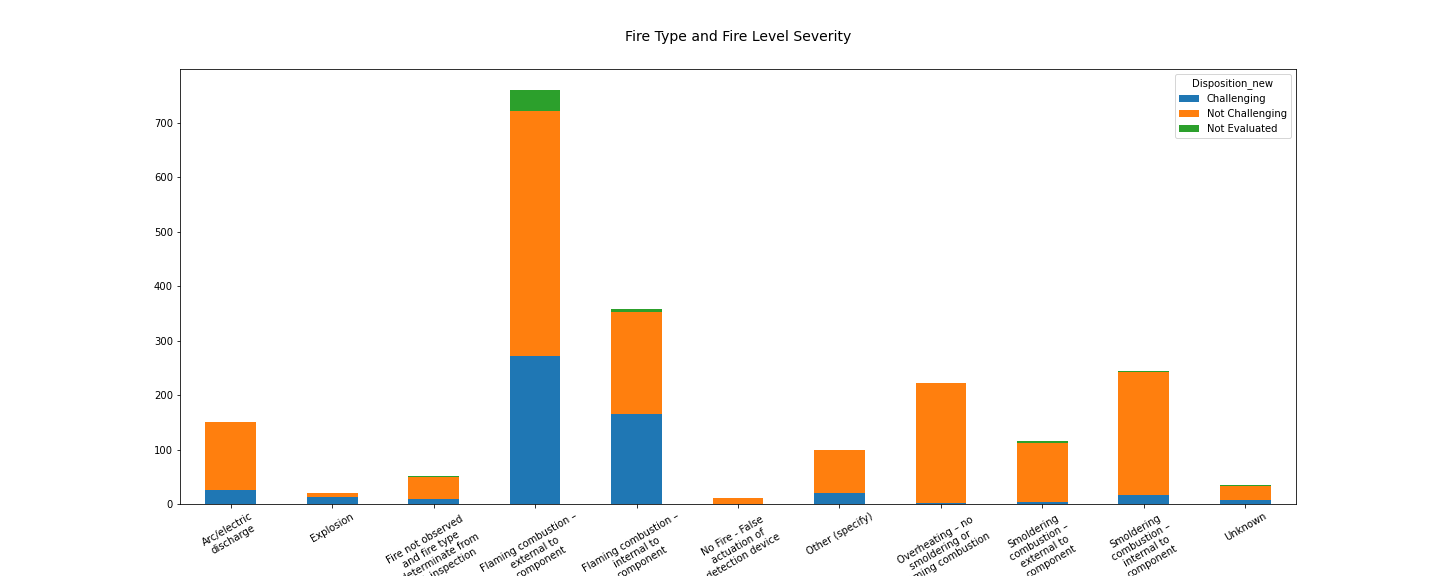 Fire Type and Fire Level Severity
Disposition_new
Challenging
Not Challenging
Not Evaluated
700
600
500
400
300
200
100
0
Arc/electric
discharge
Explosion
Fire not observed
and fire type
determinate from
inspection
Flaming combustion –
external to
component
Flaming combustion –
internal to
component
No Fire - False
actuation of
detection device
Other (specify)
Overheating – no
smoldering or
ming combustion
Smoldering
combustion –
external to
component
Smoldering
combustion –
internal to
component
Unknown